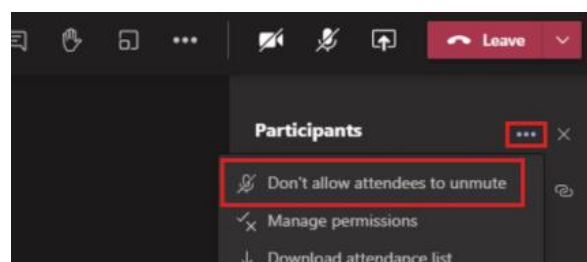 Leave
Participants
Don't allow attendees to unmute
Manage permissions
Download attendance list